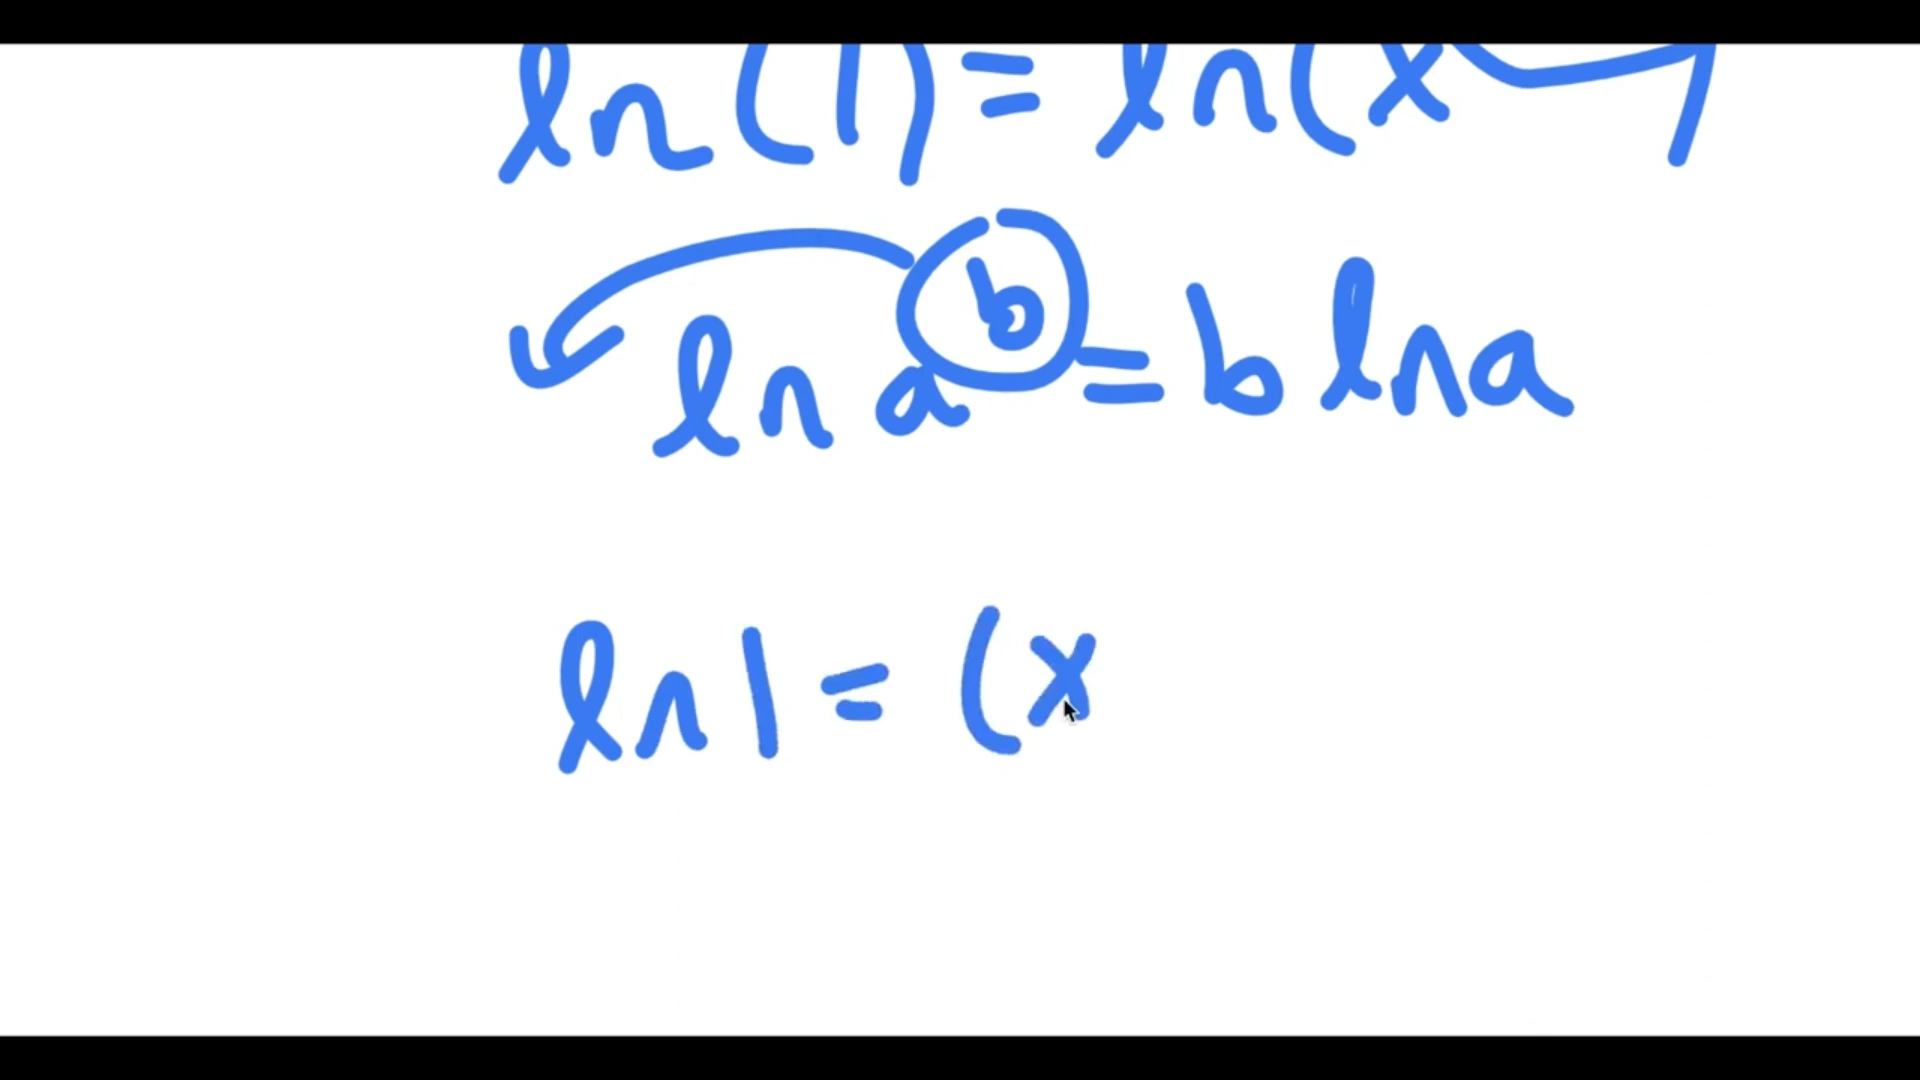 ln(1) = ln(x
ln a^b = b ln a
ln 1 = (x